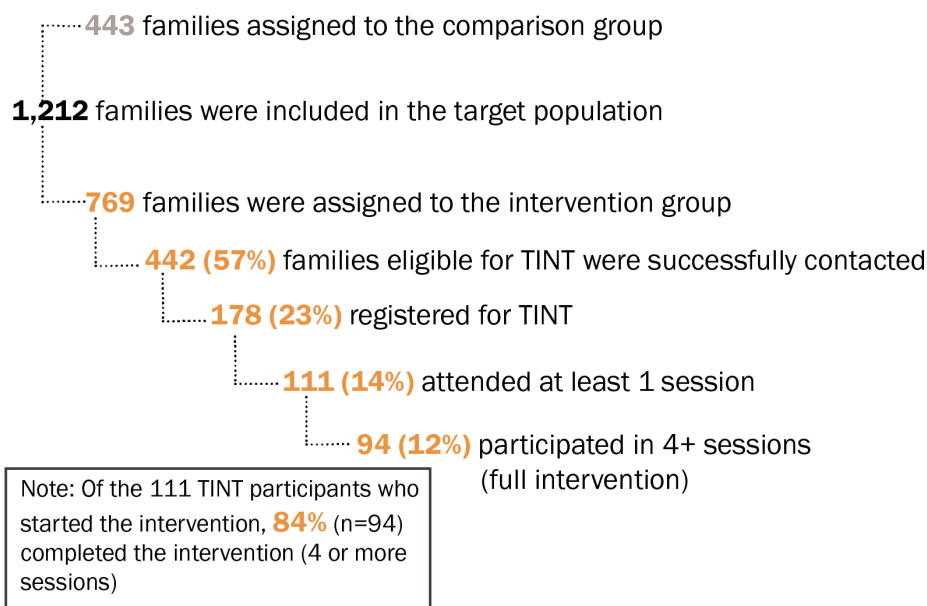 443 families assigned to the comparison group
1,212 families were included in the target population
769 families were assigned to the intervention group
442 (57%) families eligible for TINT were successfully contacted
178 (23%) registered for TINT
111 (14%) attended at least 1 session
94 (12%) participated in 4+ sessions
(full intervention)
Note: Of the 111 TINT participants who
started the intervention, 84% (n=94)
completed the intervention (4 or more
sessions)